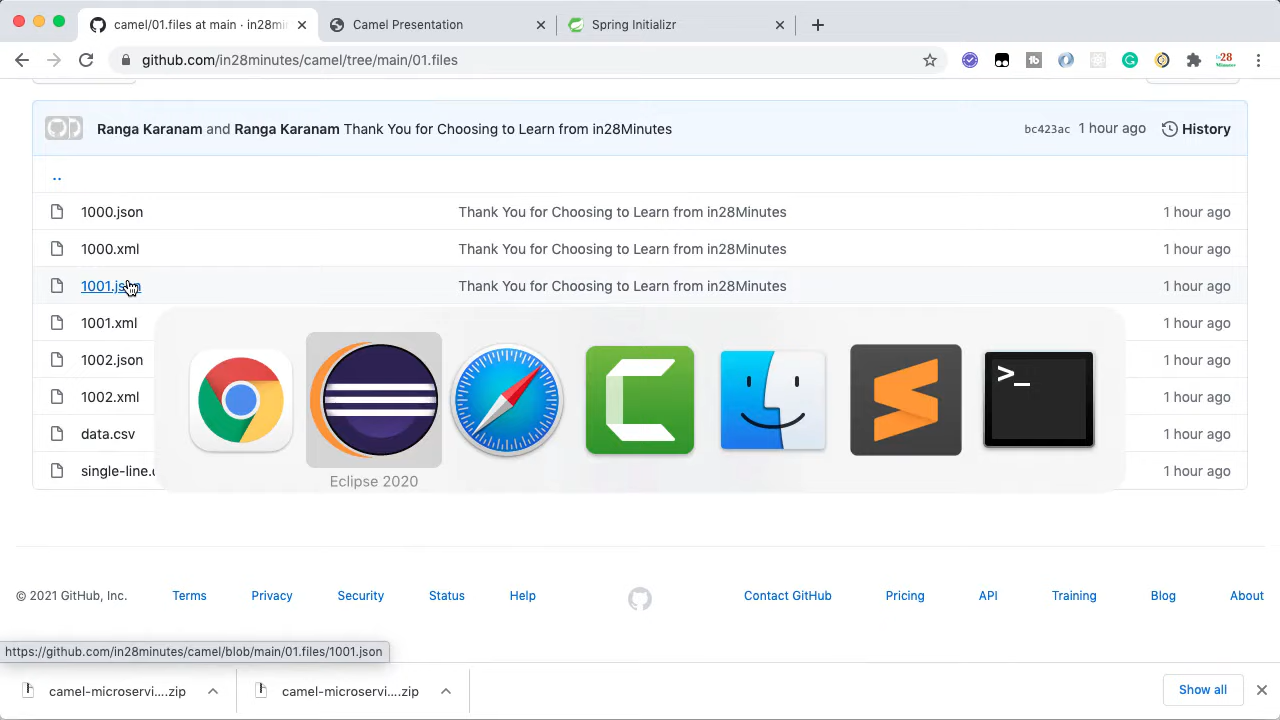 camel/01.files at main · in28mi
Camel Presentation
Spring Initializr
github.com/in28minutes/camel/tree/main/01.files
28
Minutes
Ranga Karanam and Ranga Karanam Thank You for Choosing to Learn from in28Minutes
bc423ac 1 hour ago History
..
1000.json Thank You for Choosing to Learn from in28Minutes 1 hour ago
1000.xml Thank You for Choosing to Learn from in28Minutes 1 hour ago
1001.json Thank You for Choosing to Learn from in28Minutes 1 hour ago
1001.xml 1 hour ago
1002.json 1 hour ago
1002.xml 1 hour ago
data.csv 1 hour ago
single-line. 1 hour ago
>_
Eclipse 2020
© 2021 GitHub, Inc. Terms Privacy Security Status Help Contact GitHub Pricing API Training Blog About
https://github.com/in28minutes/camel/blob/main/01.files/1001.json
camel-microservi....zip
camel-microservi....zip
Show all